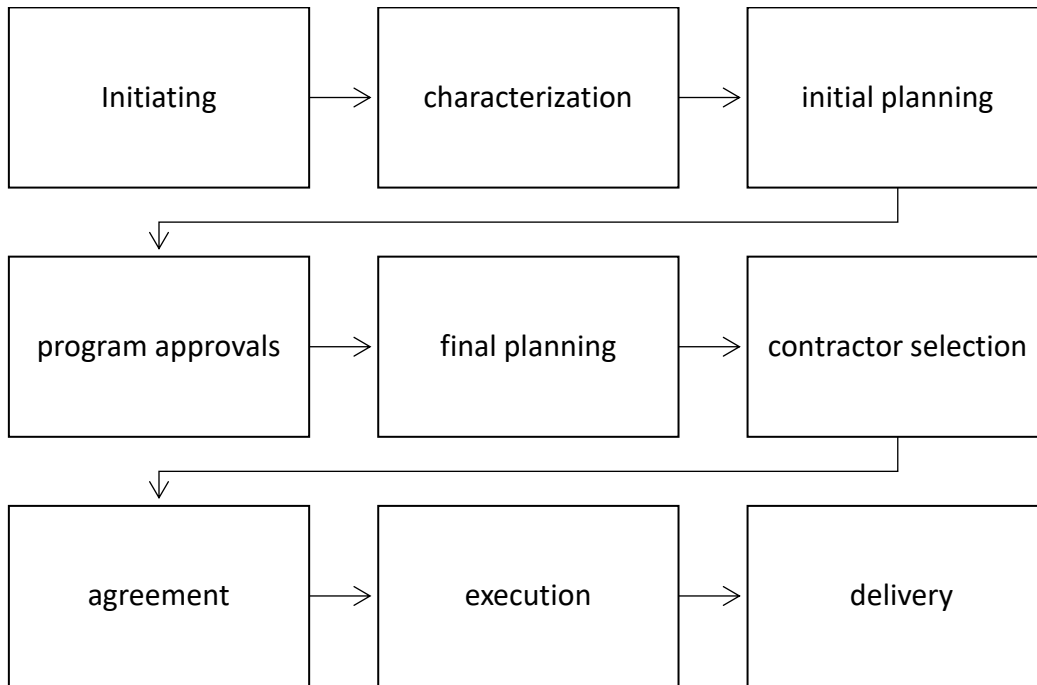 Initiating
characterization
initial planning
program approvals
final planning
contractor selection
agreement
execution
delivery